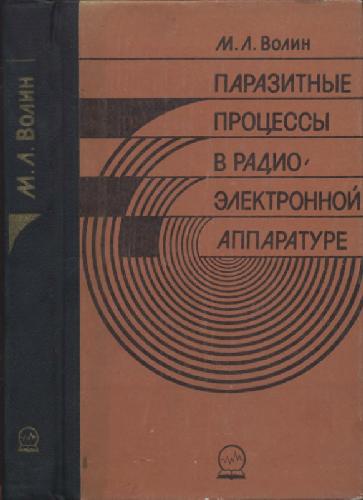 М. Л. Волин
М. Л. Волин
Паразитные
процессы
в радио-
электронной
аппаратуре